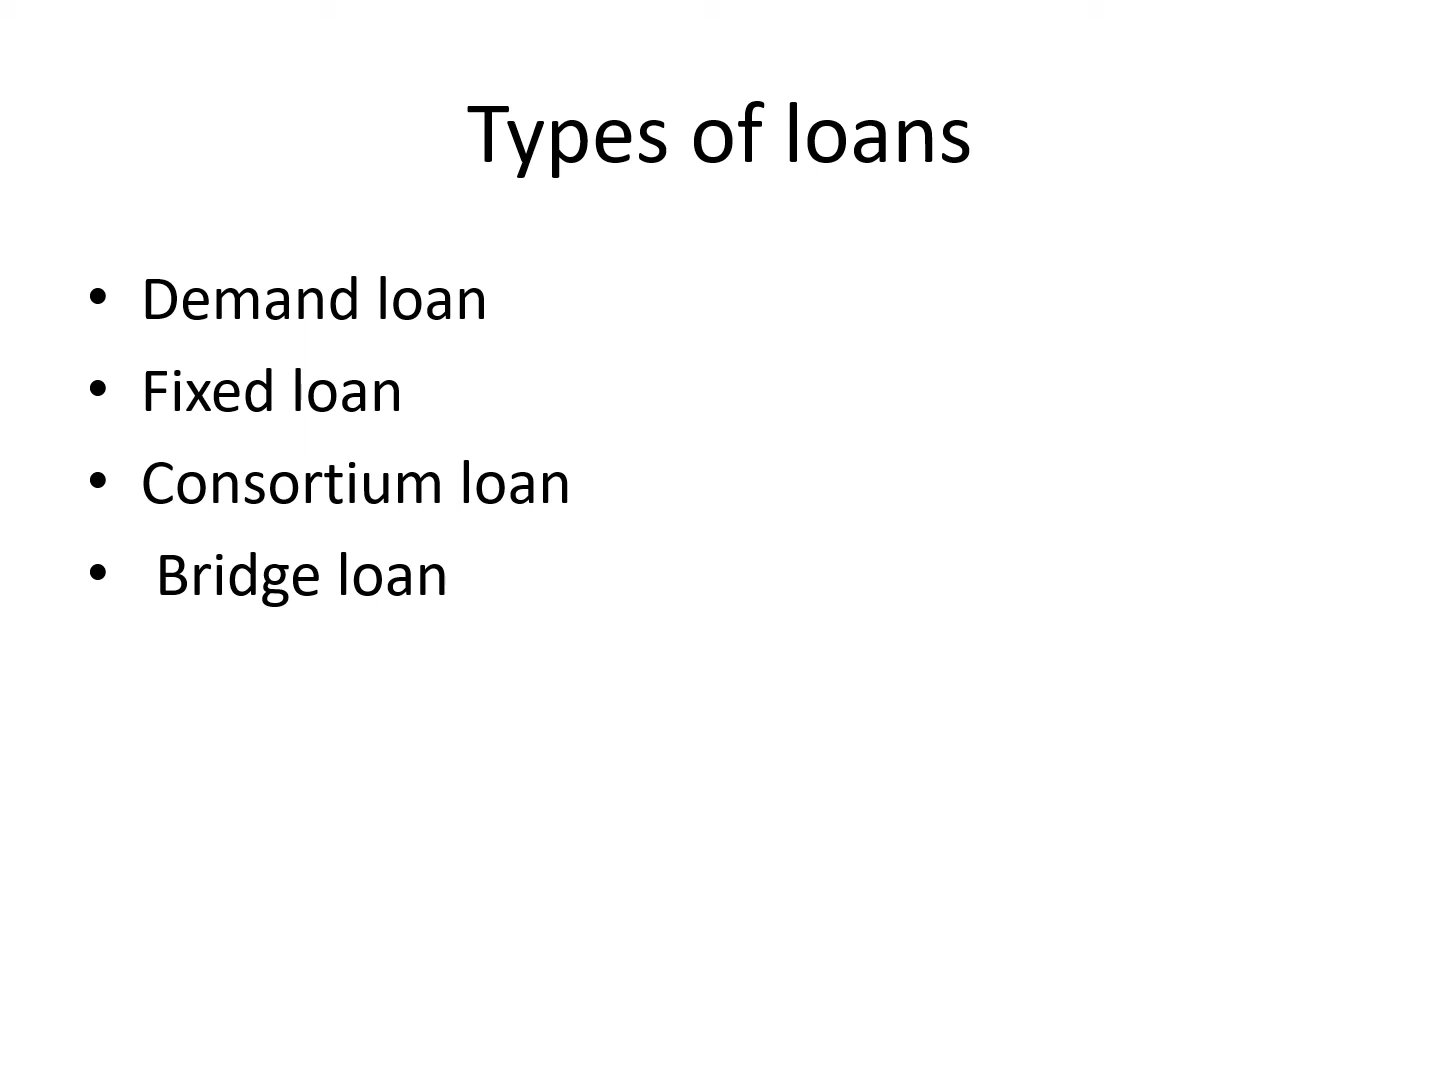 Types of loans
• Demand loan
• Fixed loan
• Consortium loan
• Bridge loan